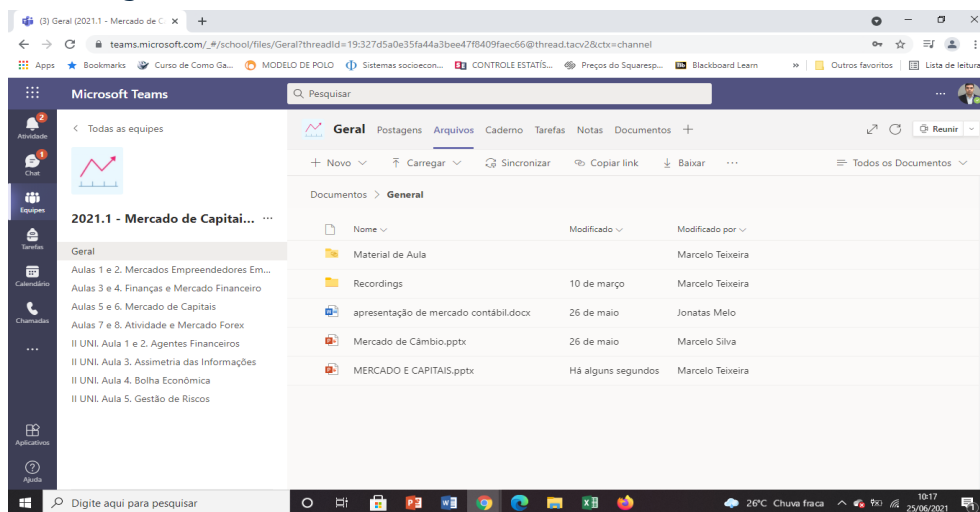 (3) Geral (2021.1 - Mercado de C
teams.microsoft.com/_#/school/files/Geral?threadId=19:327d5a0e35fa44a3bee47f8409faec66@thread.tacv2&ctx=channel
Apps Bookmarks Curso de Como Ga... MODELO DE POLO Sistemas socioecon... CONTROLE ESTATÍS... Preços do Squaresp... Blackboard Learn » Outros favoritos Lista de leitura
Microsoft Teams
Pesquisar
Atividade 2
Chat 1
Equipes
Tarefas
Calendário
Chamadas
Aplicativos
Ajuda
Todas as equipes
2021.1 - Mercado de Capitai... ...
Geral
Aulas 1 e 2. Mercados Empreendedores Em...
Aulas 3 e 4. Finanças e Mercado Financeiro
Aulas 5 e 6. Mercado de Capitais
Aulas 7 e 8. Atividade e Mercado Forex
II UNI. Aula 1 e 2. Agentes Financeiros
II UNI. Aula 3. Assimetria das Informações
II UNI. Aula 4. Bolha Econômica
II UNI. Aula 5. Gestão de Riscos
Geral Postagens Arquivos Caderno Tarefas Notas Documentos + Reunir
+ Novo Carregar Sincronizar Copiar link Baixar ... Todos os Documentos
Documentos > General
Nome Modificado Modificado por
Material de Aula Marcelo Teixeira
Recordings 10 de março Marcelo Teixeira
apresentação de mercado contábil.docx 26 de maio Jonatas Melo
Mercado de Câmbio.pptx 26 de maio Marcelo Silva
MERCADO E CAPITAIS.pptx Há alguns segundos Marcelo Teixeira
Digite aqui para pesquisar
26°C Chuva fraca
10:17
25/06/2021